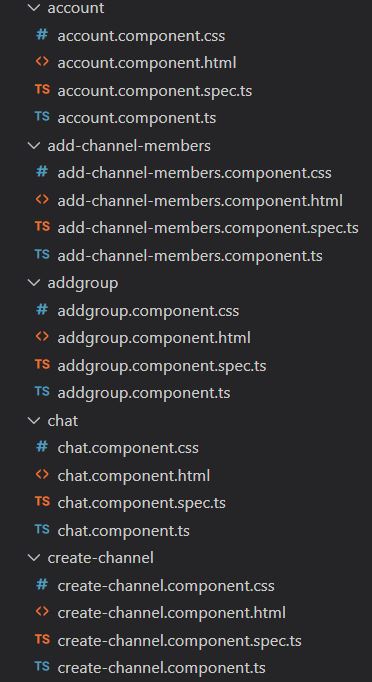 account
# account.component.css
<> account.component.html
TS account.component.spec.ts
TS account.component.ts
add-channel-members
# add-channel-members.component.css
<> add-channel-members.component.html
TS add-channel-members.component.spec.ts
TS add-channel-members.component.ts
addgroup
# addgroup.component.css
<> addgroup.component.html
TS addgroup.component.spec.ts
TS addgroup.component.ts
chat
# chat.component.css
<> chat.component.html
TS chat.component.spec.ts
TS chat.component.ts
create-channel
# create-channel.component.css
<> create-channel.component.html
TS create-channel.component.spec.ts
TS create-channel.component.ts